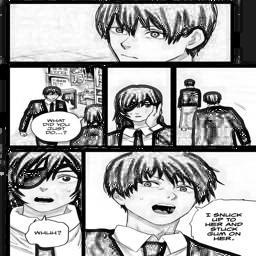 WHAT
DID YOU
JUST
DO...?
WHUH?
I SNUCK
UP TO
HER AND
STUCK
GUM ON
HER.